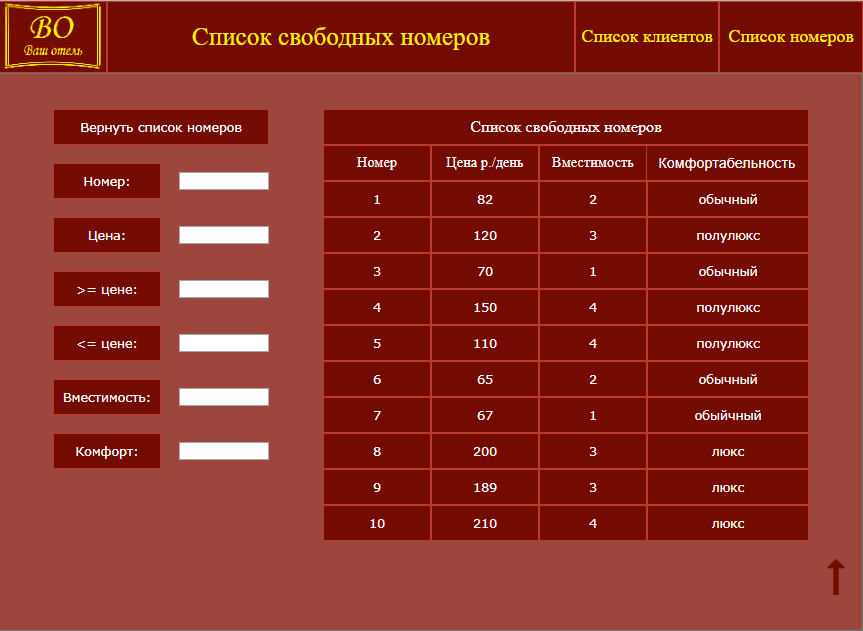 ВО
Ваш отель
Список свободных номеров
Список клиентов
Список номеров
Вернуть список номеров
Номер:
Цена:
>= цене:
<= цене:
Вместимость:
Комфорт:
Список свободных номеров
Номер Цена р./день Вместимость Комфортабельность
1 82 2 обычный
2 120 3 полулюкс
3 70 1 обычный
4 150 4 полулюкс
5 110 4 полулюкс
6 65 2 обычный
7 67 1 обыйчный
8 200 3 люкс
9 189 3 люкс
10 210 4 люкс